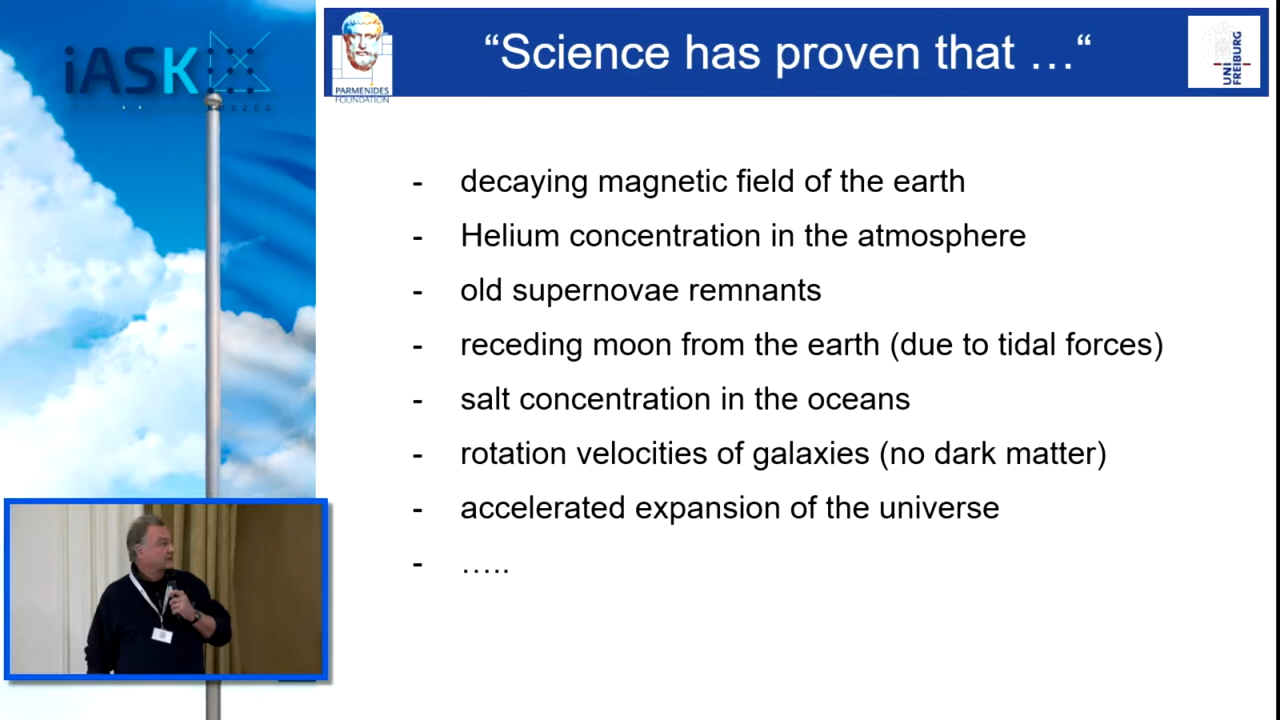 iASK
KOSZEG
PARMENIDES
FOUNDATION
“Science has proven that …“
UNI
FREIBURG
- decaying magnetic field of the earth
- Helium concentration in the atmosphere
- old supernovae remnants
- receding moon from the earth (due to tidal forces)
- salt concentration in the oceans
- rotation velocities of galaxies (no dark matter)
- accelerated expansion of the universe
- …..